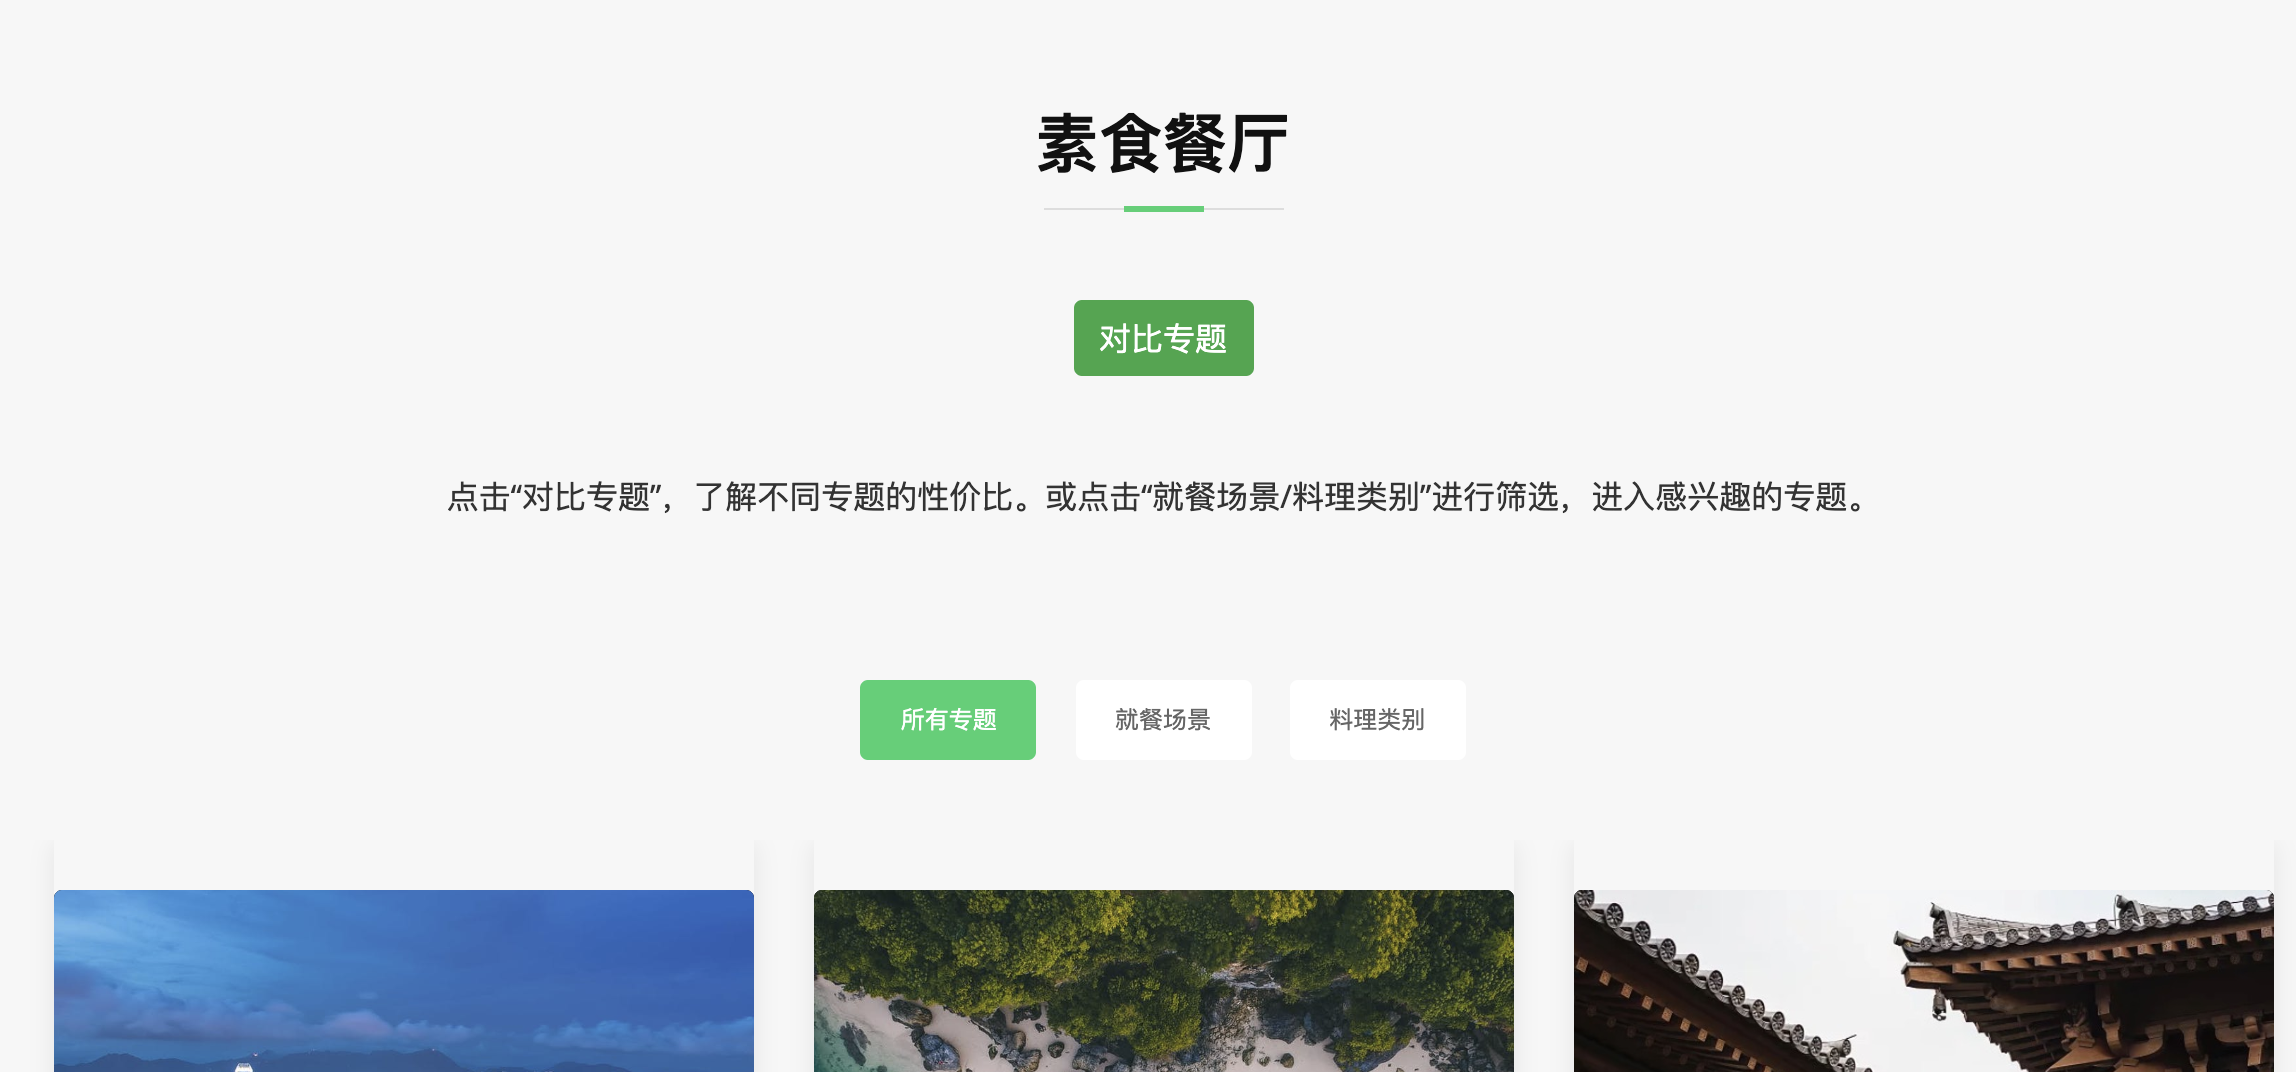 素食餐厅
对比专题
点击“对比专题”，了解不同专题的性价比。或点击“就餐场景/料理类别”进行筛选，进入感兴趣的专题。
所有专题
就餐场景
料理类别